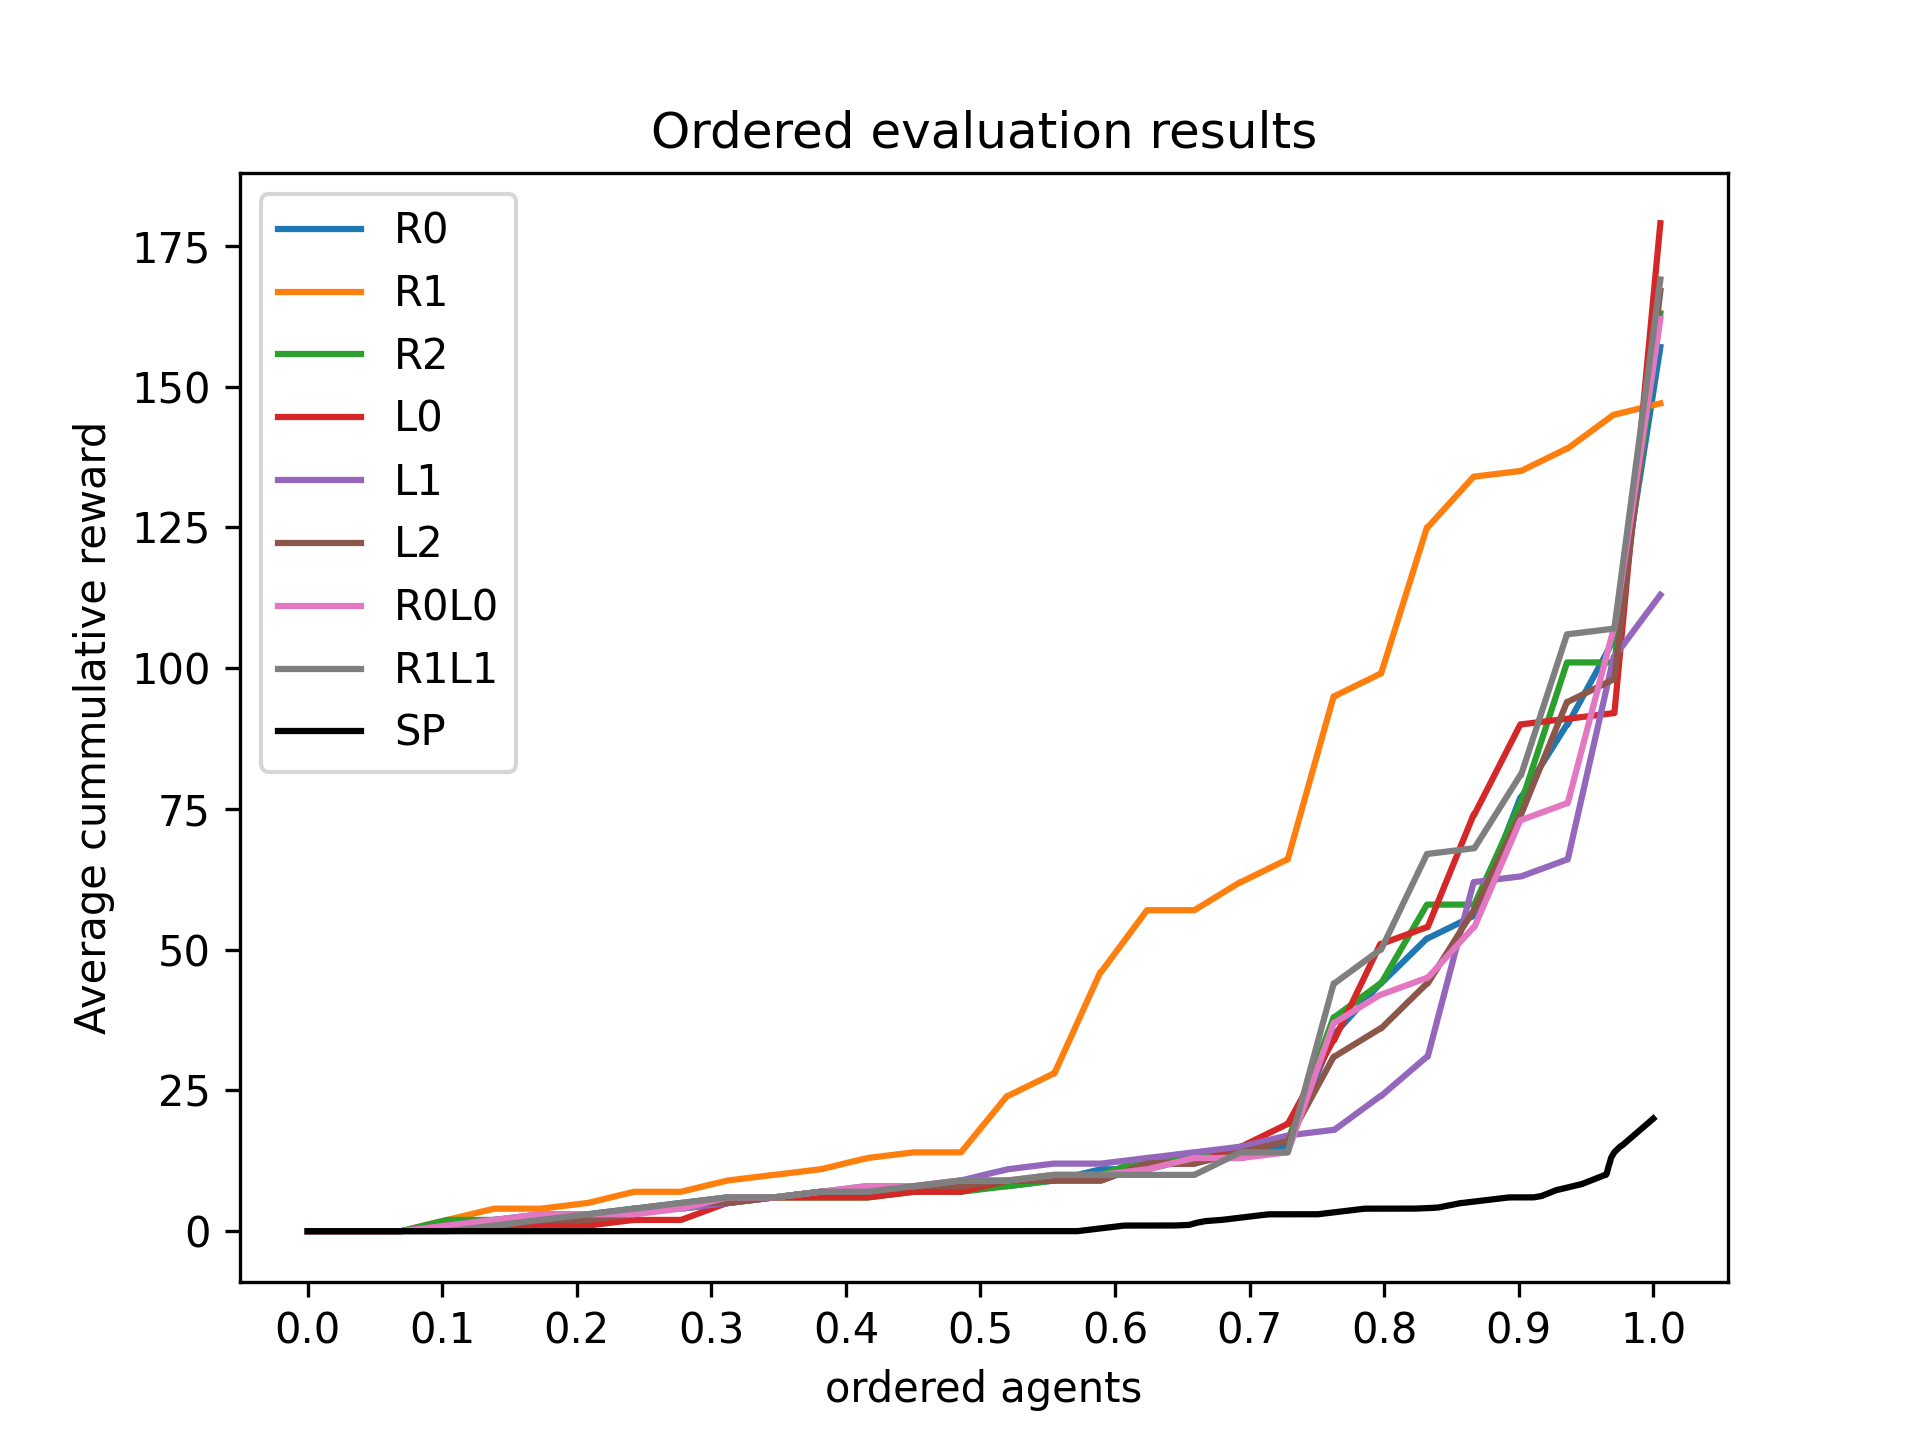 Ordered evaluation results
Average cummulative reward
175
150
125
100
75
50
25
0
R0
R1
R2
L0
L1
L2
R0L0
R1L1
SP
0.0 0.1 0.2 0.3 0.4 0.5 0.6 0.7 0.8 0.9 1.0
ordered agents